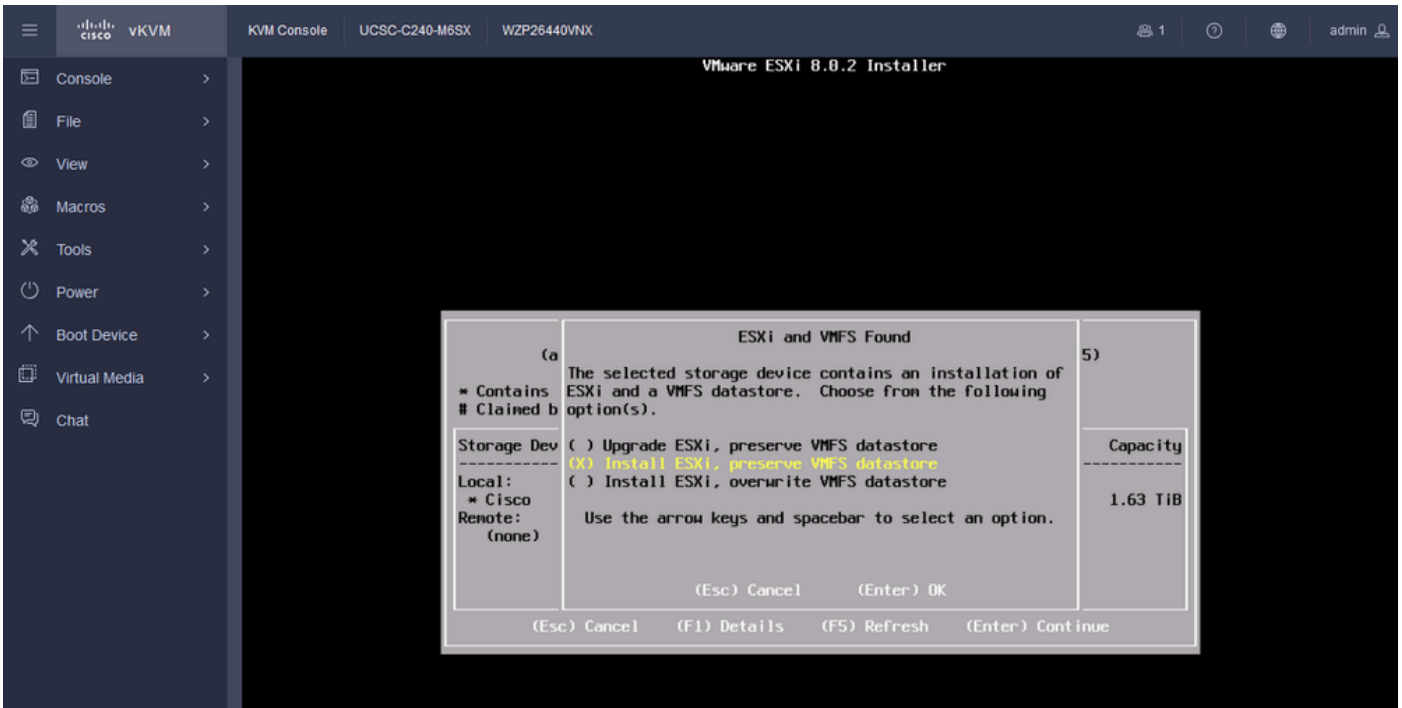 cisco vKVM
KVM Console
UCSC-C240-M6SX
WZP26440VNX
1
admin
Console
File
View
Macros
Tools
Power
Boot Device
Virtual Media
Chat
VMware ESXi 8.0.2 Installer
(a
5)
* Contains
# Claimed b
Storage Dev
Capacity
-----------
-----------
Local:
* Cisco
1.63 TiB
Remote:
(none)
ESXi and VMFS Found
The selected storage device contains an installation of
ESXi and a VMFS datastore. Choose from the following
option(s).
( ) Upgrade ESXi, preserve VMFS datastore
(X) Install ESXi, preserve VMFS datastore
( ) Install ESXi, overwrite VMFS datastore
Use the arrow keys and spacebar to select an option.
(Esc) Cancel (Enter) OK
(Esc) Cancel (F1) Details (F5) Refresh (Enter) Continue